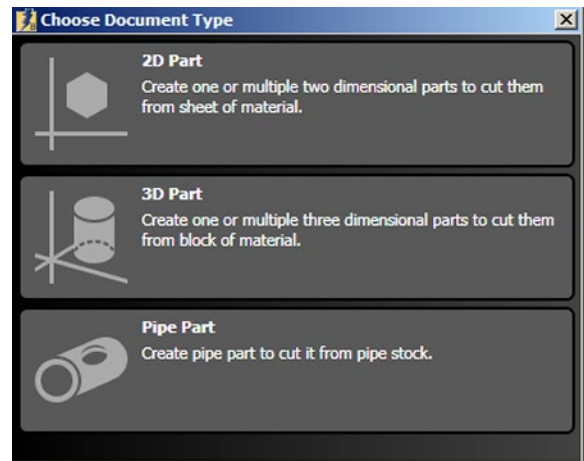 Choose Document Type
2D Part
Create one or multiple two dimensional parts to cut them
from sheet of material.
3D Part
Create one or multiple three dimensional parts to cut them
from block of material.
Pipe Part
Create pipe part to cut it from pipe stock.